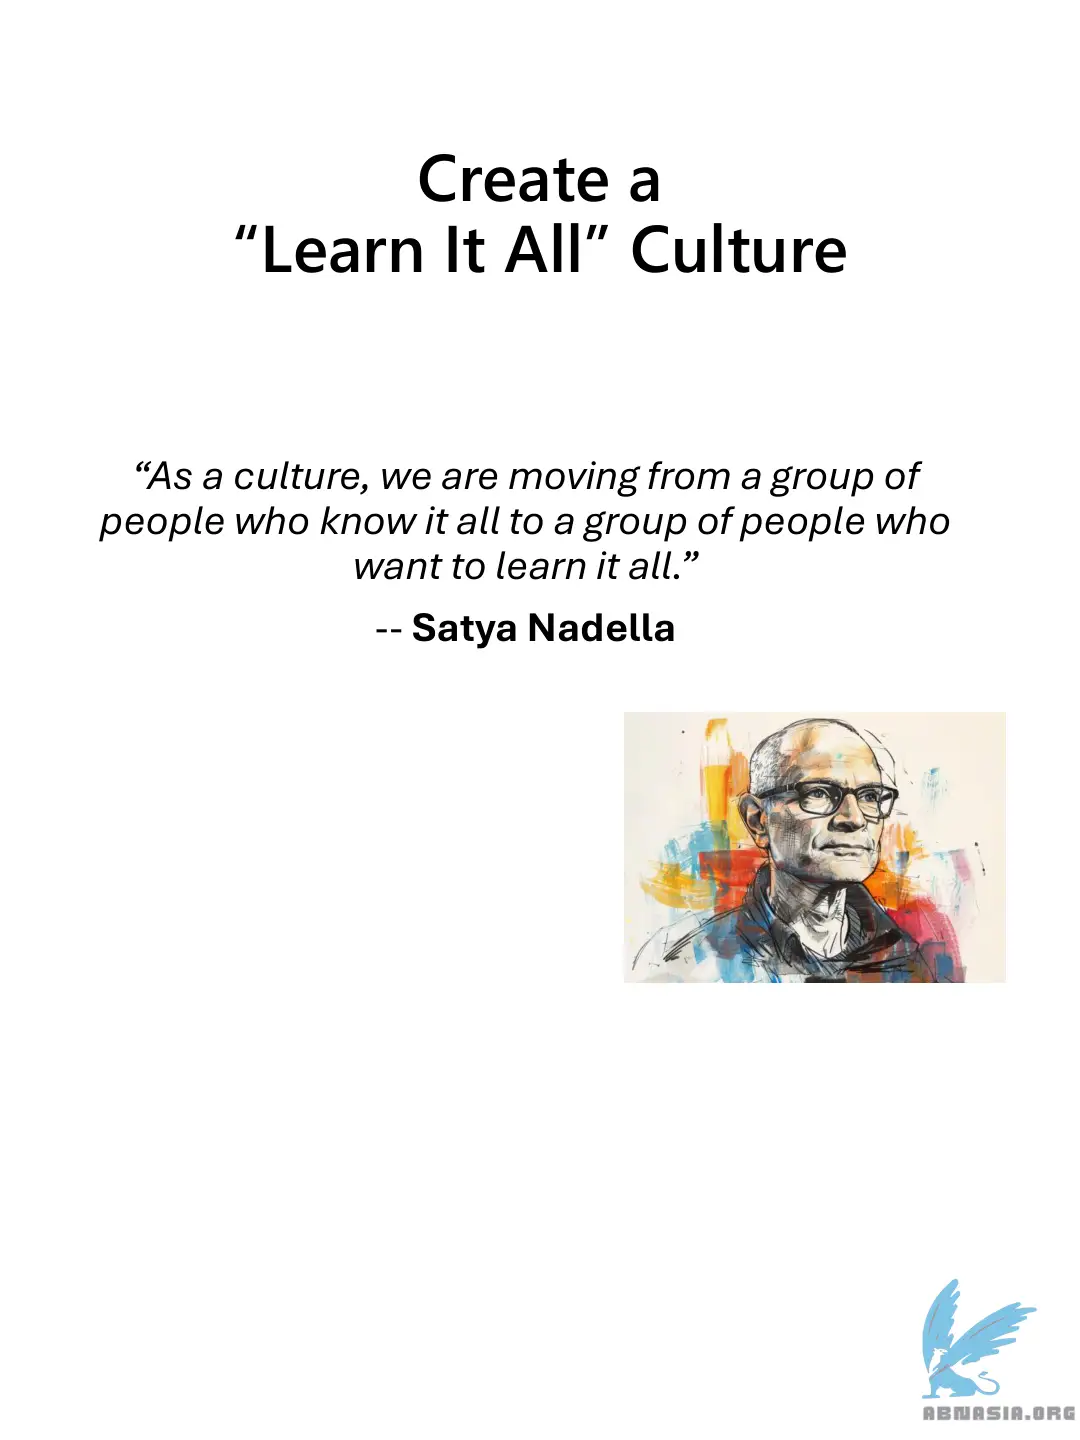 Create a
“Learn It All” Culture
“As a culture, we are moving from a group of
people who know it all to a group of people who
want to learn it all.”
-- Satya Nadella
ABNASIA.ORG